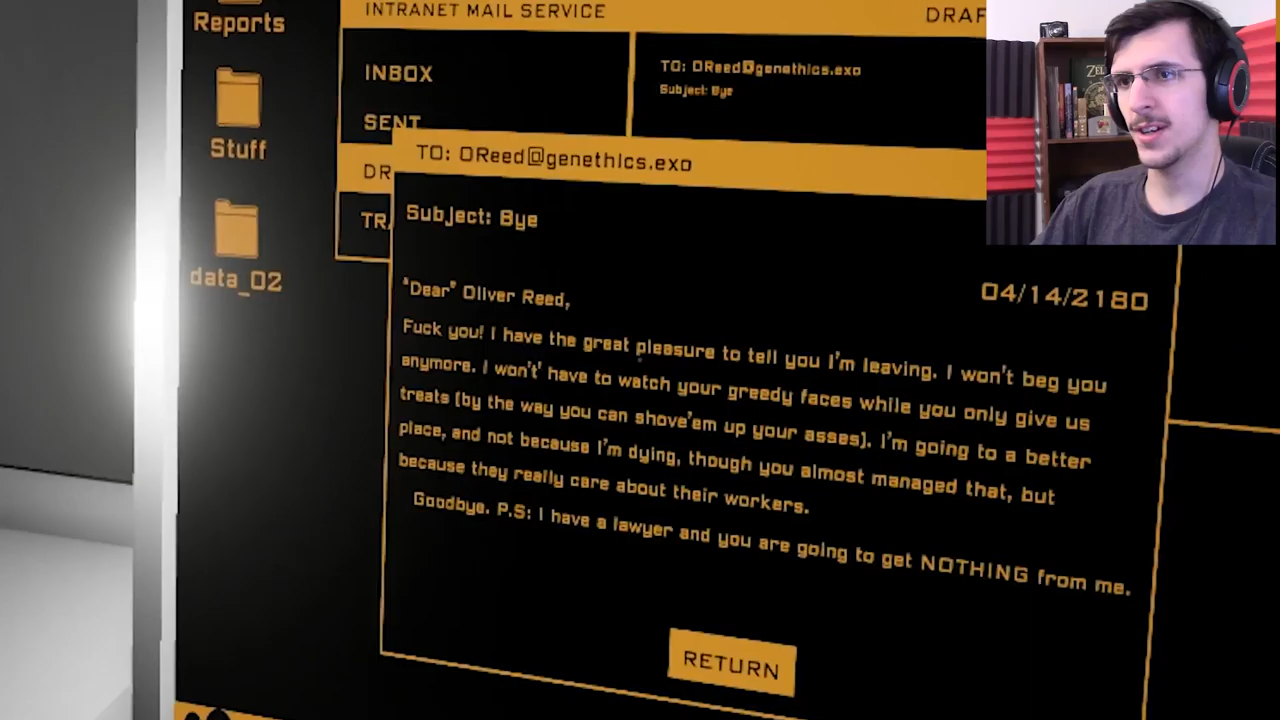 INTRANET MAIL SERVICE
Reports
INBOX
TO: OReed@genethics.exo
Subject: Bye
SENT
Stuff
TO: OReed@genethics.exo
Subject: Bye
data_02
04/14/2180
"Dear" Oliver Reed,
Fuck you! I have the great pleasure to tell you I'm leaving. I won't beg you
anymore. I won't' have to watch your greedy faces while you only give us
treats (by the way you can shove'em up your asses). I'm going to a better
place, and not because I'm dying, though you almost managed that, but
because they really care about their workers.
Goodbye. P.S: I have a lawyer and you are going to get NOTHING from me.
RETURN